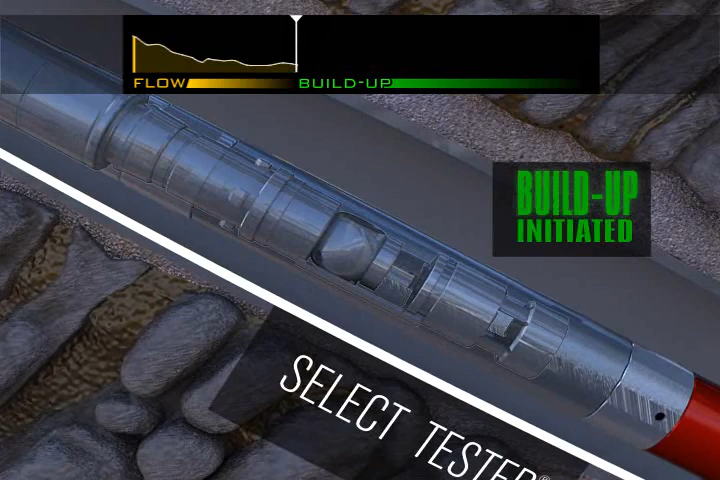 FLOW
BUILD-UP
BUILD-UP
INITIATED
SELECT TESTER®